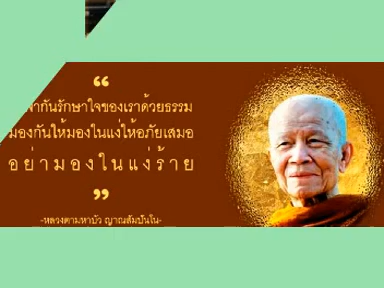 “
กันรักษาใจของเราด้วยธรรม
มองกันให้มองในแง่ให้อภัยเสมอ
อย่ามองในแง่ร้าย
”
-หลวงตามหาบัว ญาณสัมปันโน-